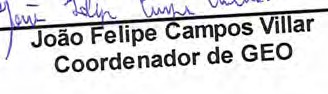 João Felipe Campos Villar
Coordenador de GEO